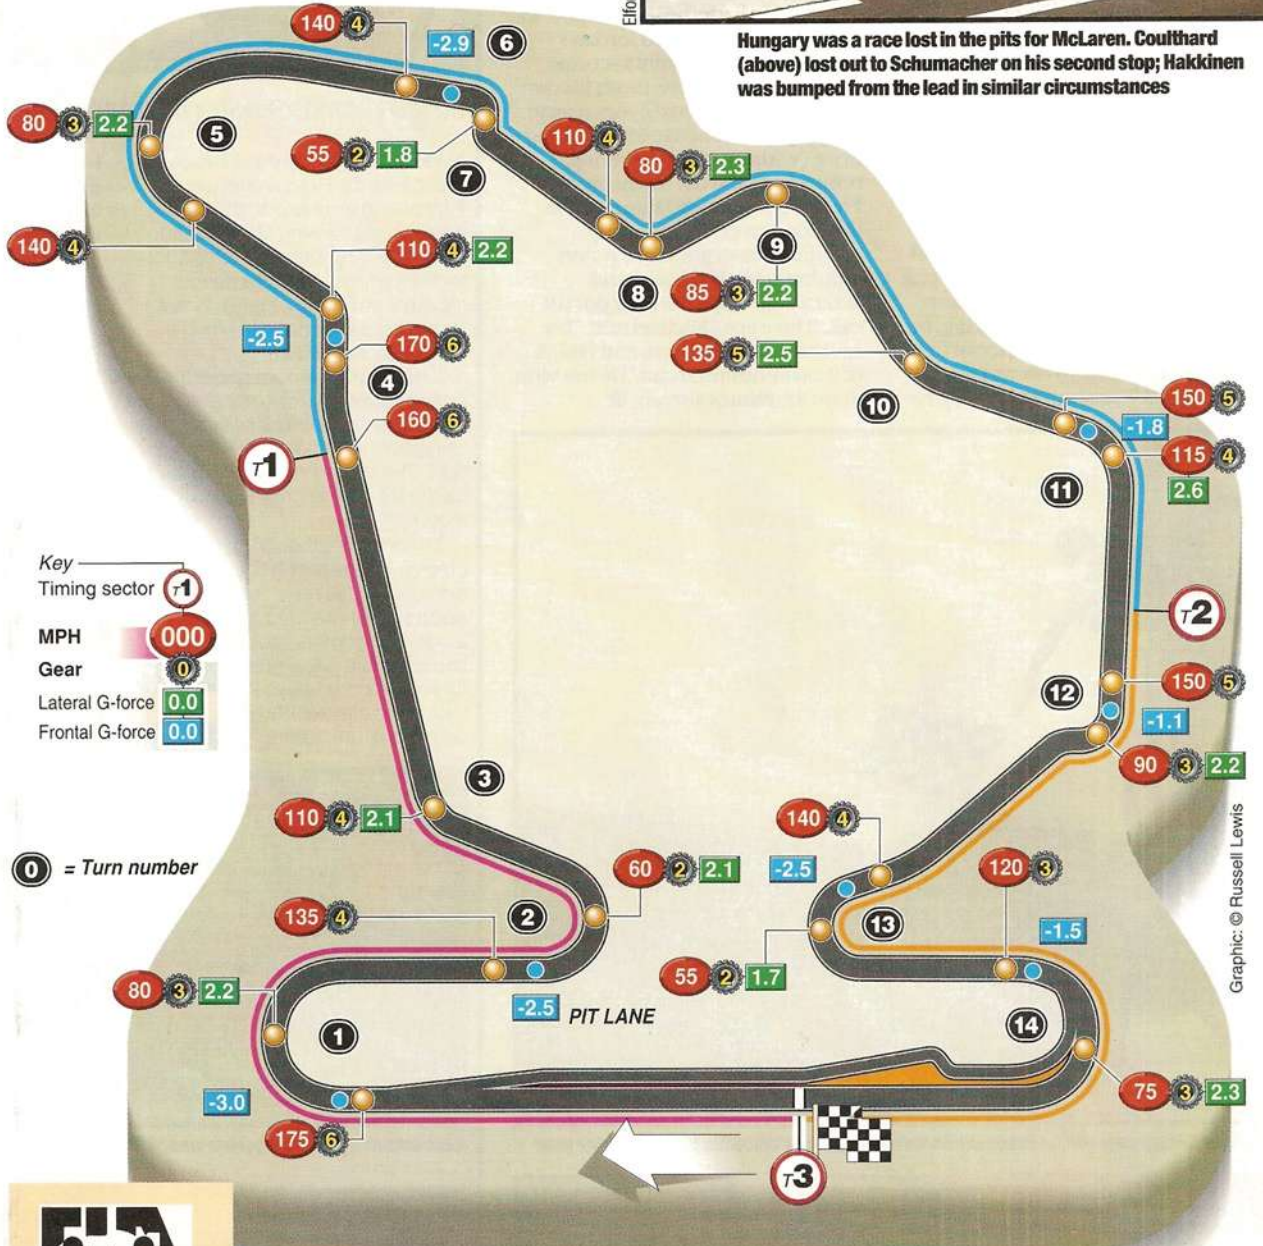 Elfo
Hungary was a race lost in the pits for McLaren. Coulthard
(above) lost out to Schumacher on his second stop; Hakkinen
was bumped from the lead in similar circumstances
140 4
-2.9 6
80 3 2.2
5
55 2 1.8
7
110 4
80 3 2.3
140 4
110 4 2.2
9
8
85 3 2.2
-2.5
170 6
4
135 5 2.5
10
160 6
150 5
-1.8
T1
115 4
2.6
11
Key
Timing sector T1
MPH 000
Gear 0
Lateral G-force 0.0
Frontal G-force 0.0
T2
12
150 5
-1.1
90 3 2.2
3
110 4 2.1
140 4
0 = Turn number
60 2 2.1
-2.5
120 3
135 4
2
13
-1.5
80 3 2.2
55 2 1.7
-2.5 PIT LANE
1
14
-3.0
75 3 2.3
175 6
T3
Graphic: © Russell Lewis